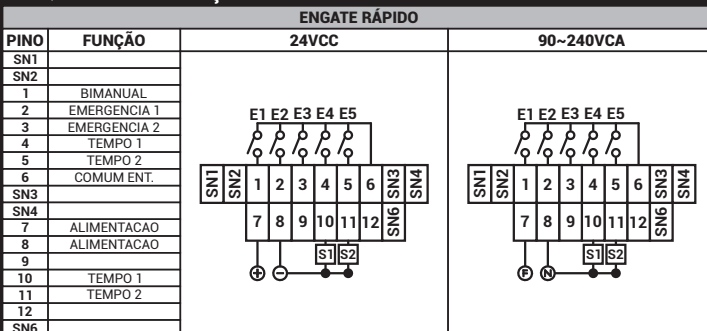 ENGATE RÁPIDO
PINO FUNÇÃO 24VCC 90~240VCA
SN1
SN2
1 BIMANUAL
2 EMERGENCIA 1
3 EMERGENCIA 2
4 TEMPO 1
5 TEMPO 2
6 COMUM ENT.
SN3
SN4
7 ALIMENTACAO
8 ALIMENTACAO
9
10 TEMPO 1
11 TEMPO 2
12
SN6
E1 E2 E3 E4 E5
SN1 SN2 1 2 3 4 5 6 SN3 SN4
7 8 9 10 11 12 SN6
S1 S2
+ −
E1 E2 E3 E4 E5
SN1 SN2 1 2 3 4 5 6 SN3 SN4
7 8 9 10 11 12 SN6
S1 S2
F N